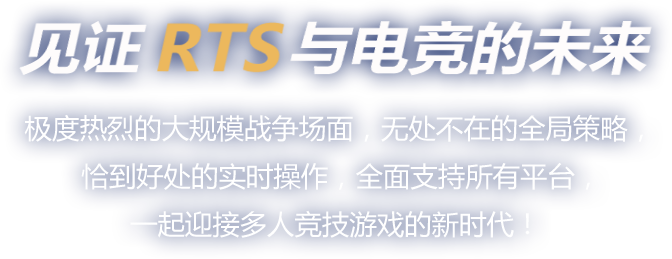 见证 RTS 与电竞的未来
极度热烈的大规模战争场面，无处不在的全局策略，
恰到好处的实时操作，全面支持所有平台，
一起迎接多人竞技游戏的新时代！